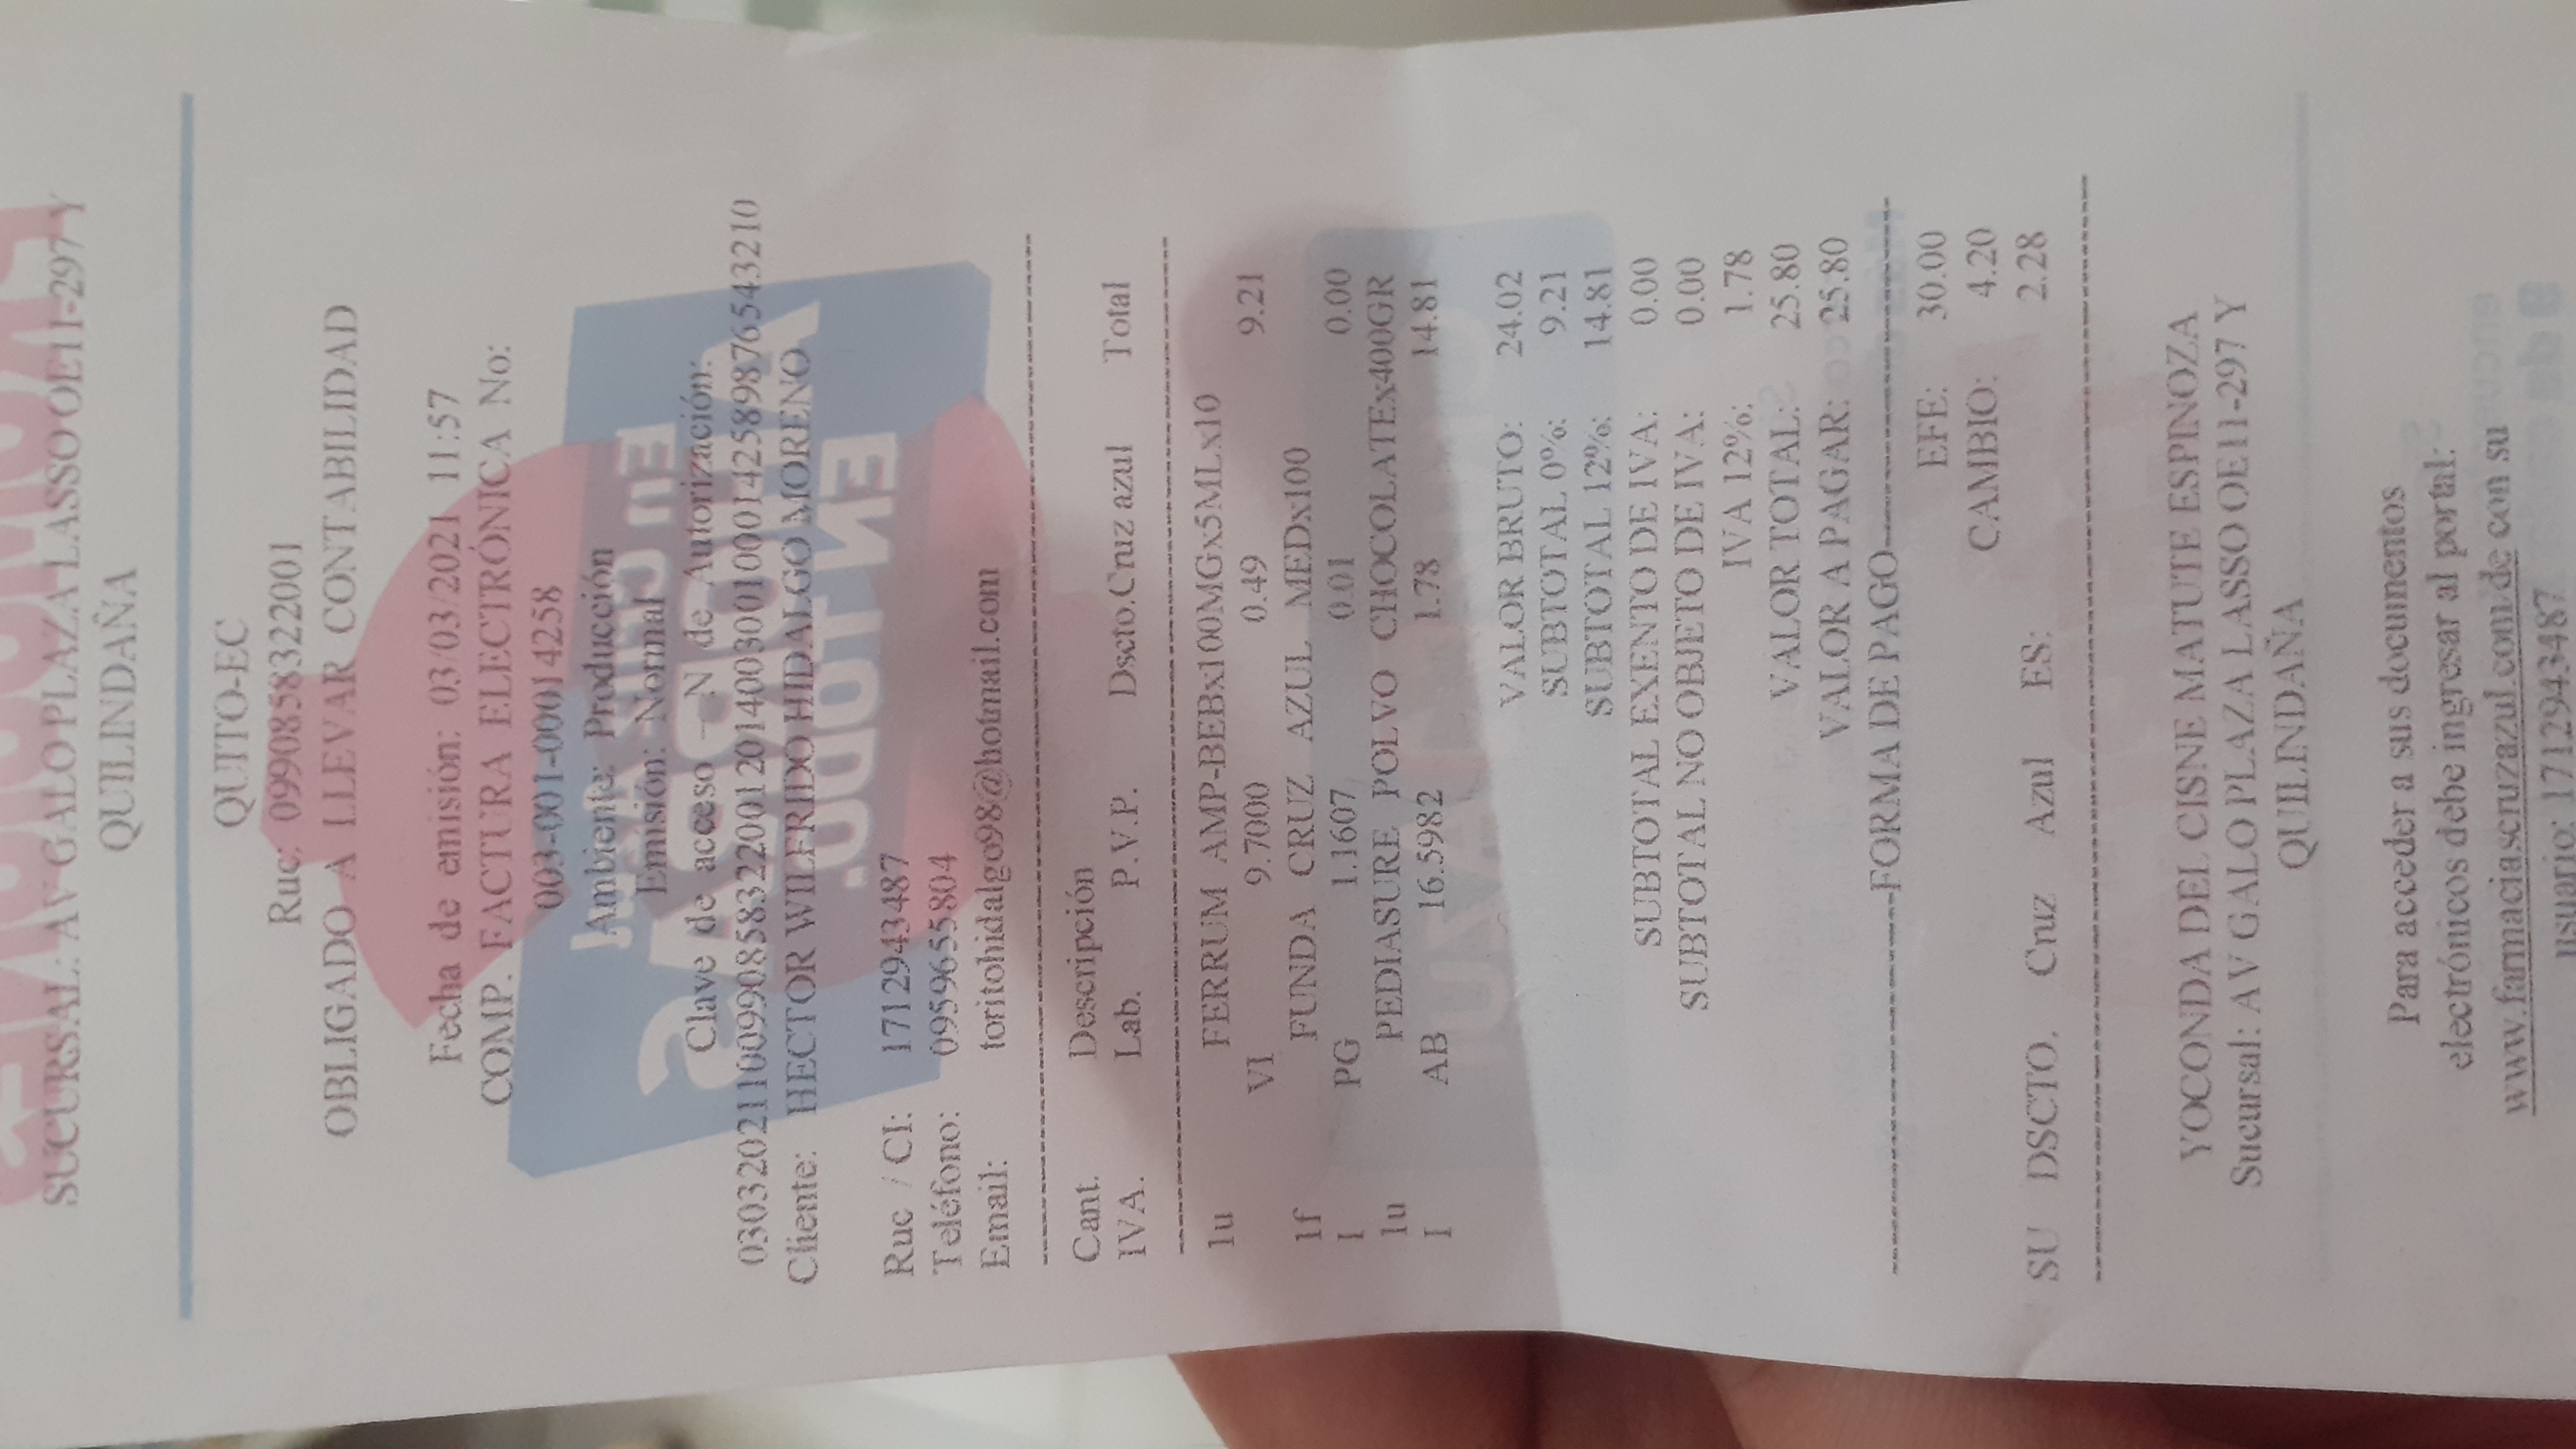 SUCURSAL: AV GALO PLAZA LASSO OE11-297 Y
QUILINDAÑA
QUITO-EC
Ruc: 0990858322001
OBLIGADO A LLEVAR CONTABILIDAD
Fecha de emisión: 03/03/2021 11:57
COMP. FACTURA ELECTRÓNICA No:
003-001-00014258
Ambiente: Producción
Emisión: Normal
Clave de acceso - N de Autorización:
030320211009908583220012014003001000142589876543210
Cliente: HECTOR WILFRIDO HIDALGO MORENO
Ruc / CI: 1712943487
Teléfono: 0959655804
Email: toritohidalgo98@hotmail.com
Cant. Descripción
IVA. Lab. P.V.P. Dscto.Cruz azul Total
1u FERRUM AMP-BEBx100MGx5MLx10
VI 9.7000 0.49 9.21
1f FUNDA CRUZ AZUL MEDx100
I PG 1.1607 0.01 0.00
1u PEDIASURE POLVO CHOCOLATEx400GR
I AB 16.5982 1.78 14.81
VALOR BRUTO: 24.02
SUBTOTAL 0%: 9.21
SUBTOTAL 12%: 14.81
SUBTOTAL EXENTO DE IVA: 0.00
SUBTOTAL NO OBJETO DE IVA: 0.00
IVA 12%: 1.78
VALOR TOTAL: 25.80
VALOR A PAGAR: 25.80
FORMA DE PAGO
EFE: 30.00
CAMBIO: 4.20
SU DSCTO. Cruz Azul ES: 2.28
YOCONDA DEL CISNE MATUTE ESPINOZA
Sucursal: AV GALO PLAZA LASSO OE11-297 Y
QUILINDAÑA
Para acceder a sus documentos
electrónicos debe ingresar al portal:
www.farmaciascruzazul.com/de con su
usuario: 1712943487
PROMOCIONES
En Cruz Azul!
AHORRAS
EN TODO.